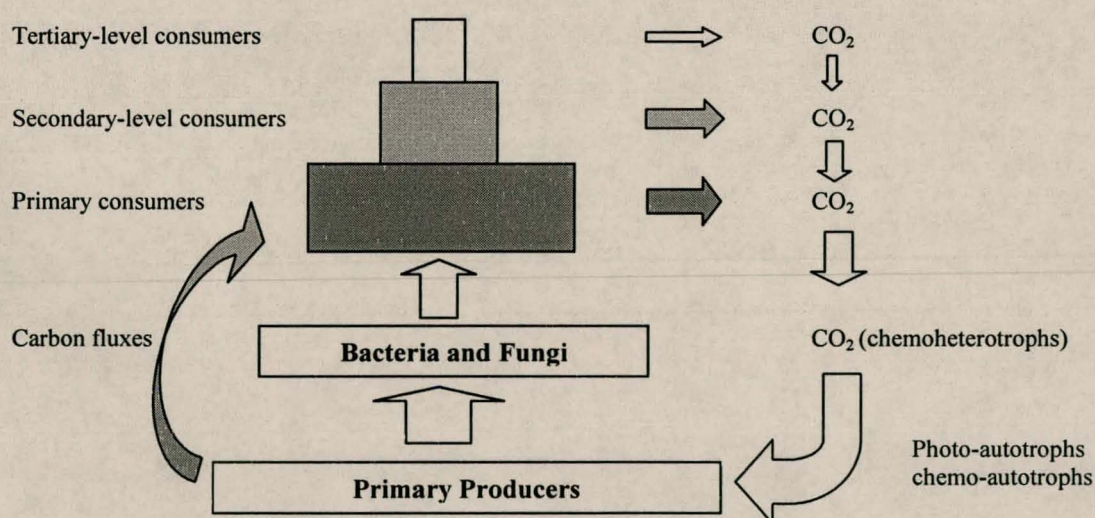 Tertiary-level consumers
CO₂
Secondary-level consumers
CO₂
Primary consumers
CO₂
Carbon fluxes
Bacteria and Fungi
CO₂ (chemoheterotrophs)
Photo-autotrophs
chemo-autotrophs
Primary Producers